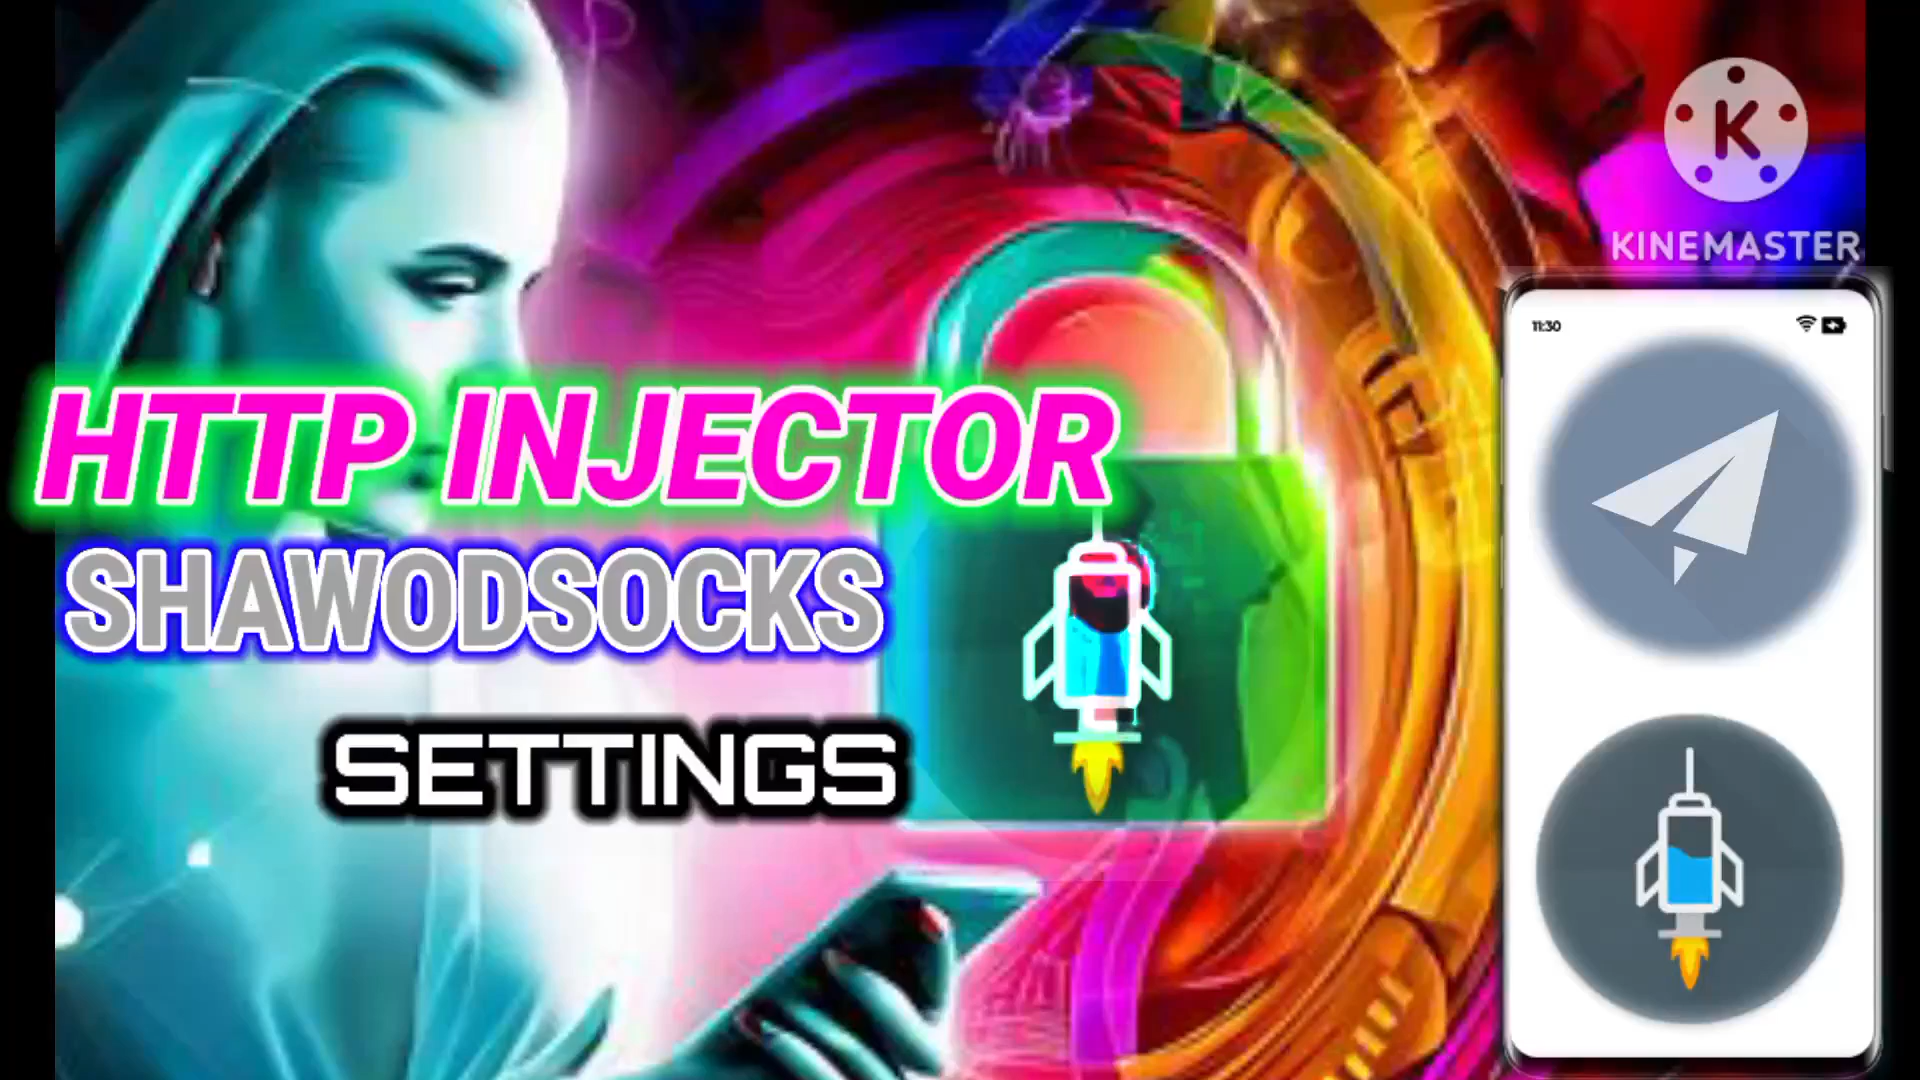 K
KINEMASTER
11:30
HTTP INJECTOR
SHAWODSOCKS
SETTINGS